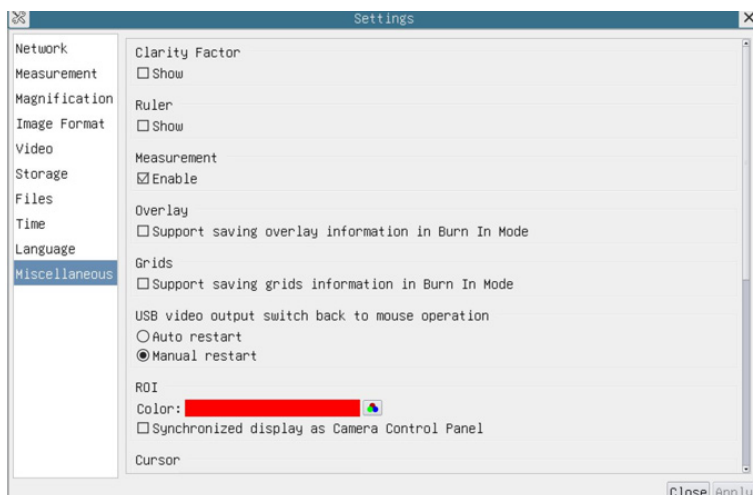 Settings
Network
Measurement
Magnification
Image Format
Video
Storage
Files
Time
Language
Miscellaneous
Clarity Factor
Show
Ruler
Show
Measurement
Enable
Overlay
Support saving overlay information in Burn In Mode
Grids
Support saving grids information in Burn In Mode
USB video output switch back to mouse operation
Auto restart
Manual restart
ROI
Color:
Synchronized display as Camera Control Panel
Cursor
Close Apply